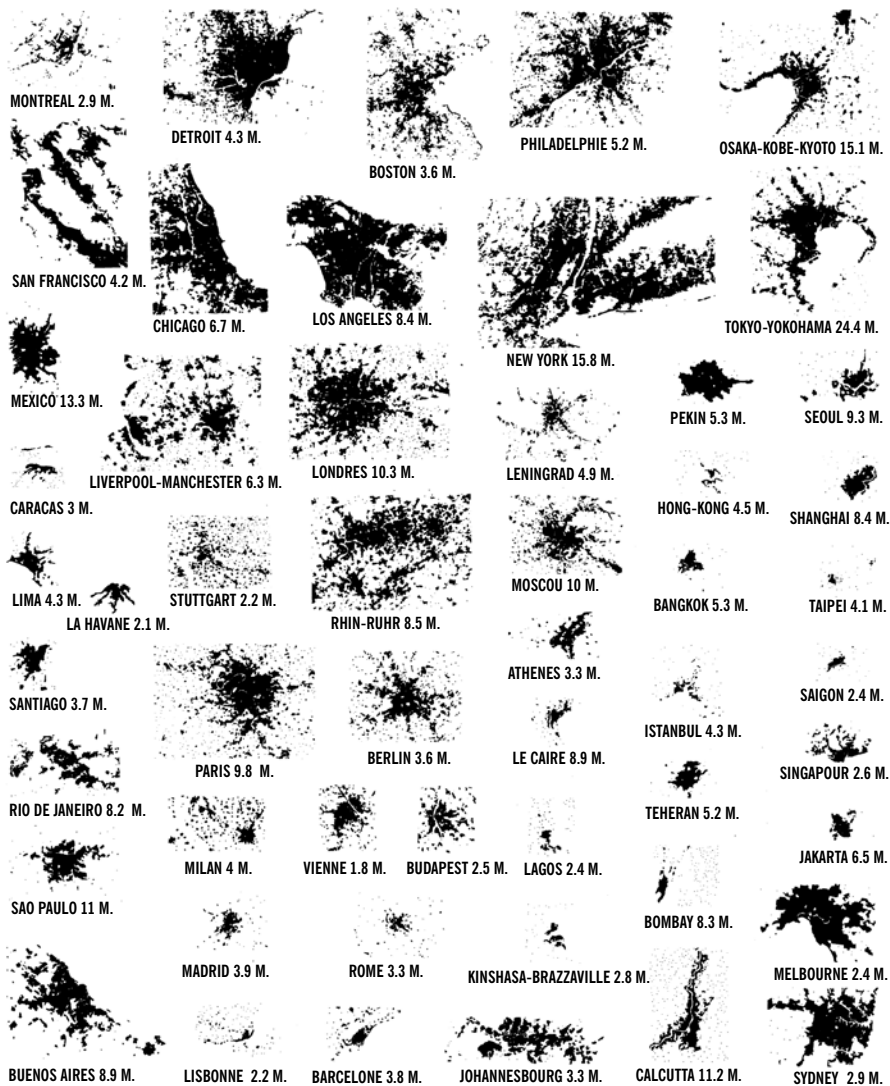 MONTREAL 2.9 M.
DETROIT 4.3 M.
BOSTON 3.6 M.
PHILADELPHIE 5.2 M.
OSAKA-KOBE-KYOTO 15.1 M.
SAN FRANCISCO 4.2 M.
CHICAGO 6.7 M.
LOS ANGELES 8.4 M.
NEW YORK 15.8 M.
TOKYO-YOKOHAMA 24.4 M.
MEXICO 13.3 M.
LIVERPOOL-MANCHESTER 6.3 M.
LONDRES 10.3 M.
LENINGRAD 4.9 M.
PEKIN 5.3 M.
SEOUL 9.3 M.
CARACAS 3 M.
HONG-KONG 4.5 M.
SHANGHAI 8.4 M.
LIMA 4.3 M.
LA HAVANE 2.1 M.
STUTTGART 2.2 M.
RHIN-RUHR 8.5 M.
MOSCOU 10 M.
BANGKOK 5.3 M.
TAIPEI 4.1 M.
SANTIAGO 3.7 M.
PARIS 9.8 M.
BERLIN 3.6 M.
ATHENES 3.3 M.
LE CAIRE 8.9 M.
ISTANBUL 4.3 M.
SAIGON 2.4 M.
SINGAPOUR 2.6 M.
RIO DE JANEIRO 8.2 M.
MILAN 4 M.
VIENNE 1.8 M.
BUDAPEST 2.5 M.
LAGOS 2.4 M.
TEHERAN 5.2 M.
JAKARTA 6.5 M.
SAO PAULO 11 M.
MADRID 3.9 M.
ROME 3.3 M.
KINSHASA-BRAZZAVILLE 2.8 M.
BOMBAY 8.3 M.
MELBOURNE 2.4 M.
BUENOS AIRES 8.9 M.
LISBONNE 2.2 M.
BARCELONE 3.8 M.
JOHANNESBOURG 3.3 M.
CALCUTTA 11.2 M.
SYDNEY 2.9 M.